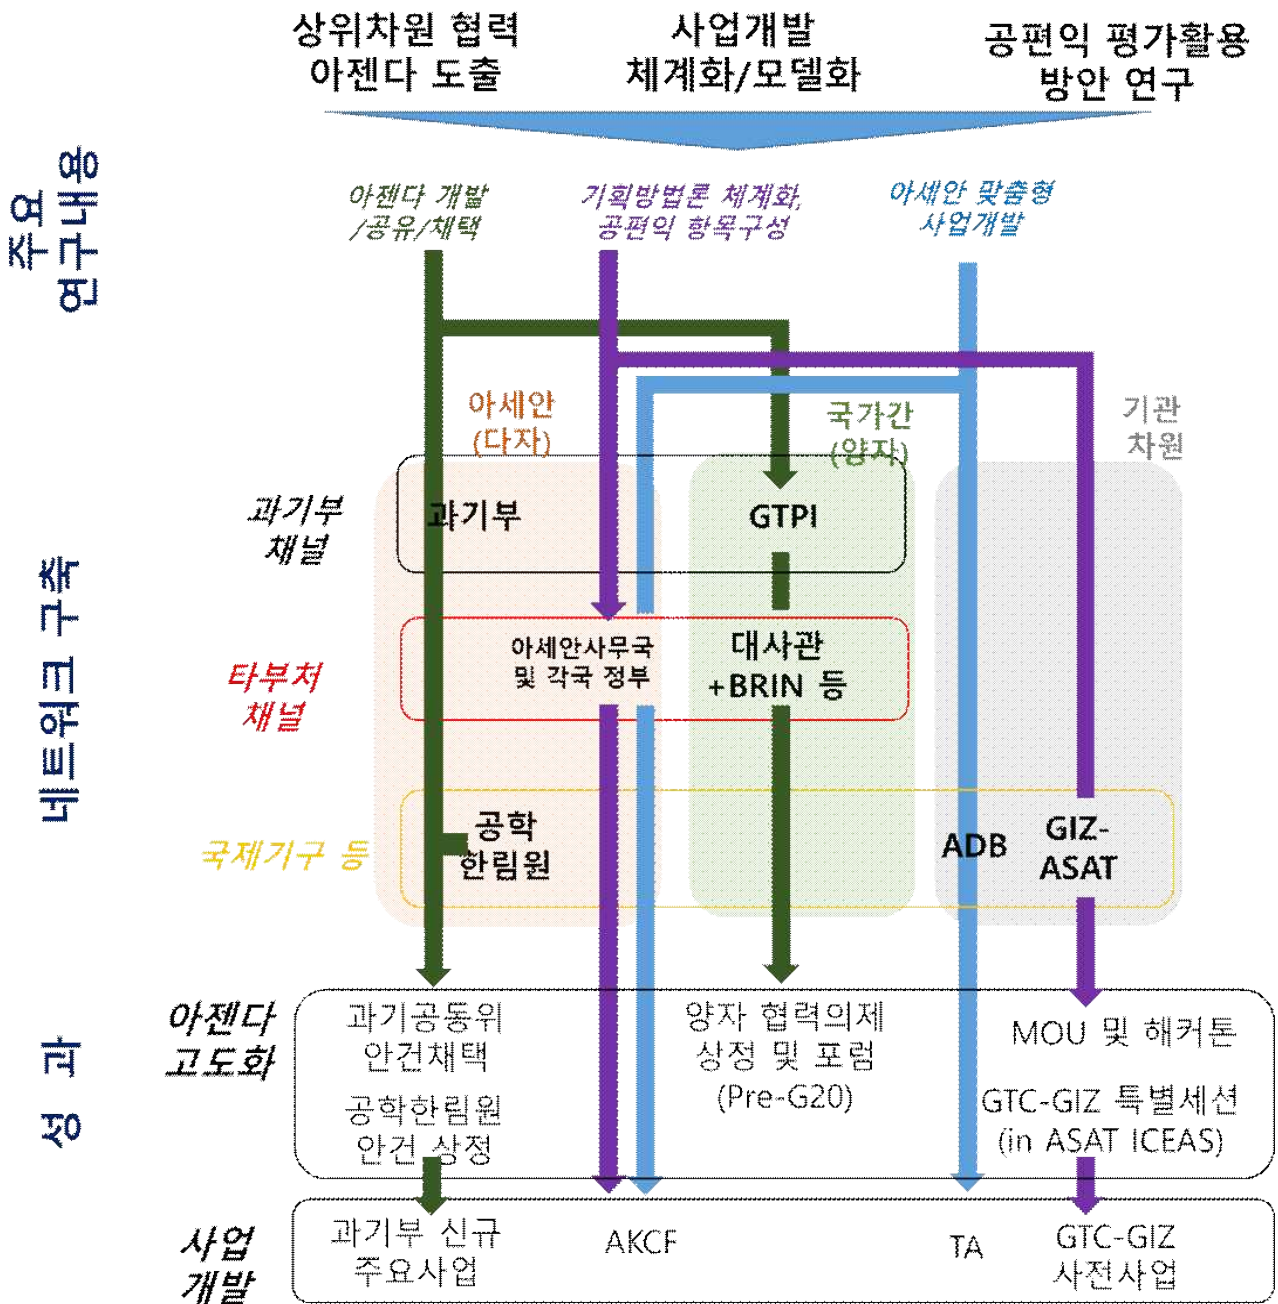 상위차원 협력
아젠다 도출
사업개발
체계화/모델화
공편익 평가활용
방안 연구
주요
연구내용
아젠다 개발
/공유/채택
기획방법론 체계화,
공편익 항목구성
아세안 맞춤형
사업개발
네트워크 구축
아세안
(다자)
국가간
(양자)
기관
차원
과기부
채널
과기부
GTPI
타부처
채널
아세안사무국
및 각국 정부
대사관
+BRIN 등
국제기구 등
공학
한림원
ADB
GIZ-
ASAT
성 과
아젠다
고도화
과기공동위
안건채택
공학한림원
안건 상정
양자 협력의제
상정 및 포럼
(Pre-G20)
MOU 및 해커톤
GTC-GIZ 특별세션
(in ASAT ICEAS)
사업
개발
과기부 신규
주요사업
AKCF
TA
GTC-GIZ
사전사업